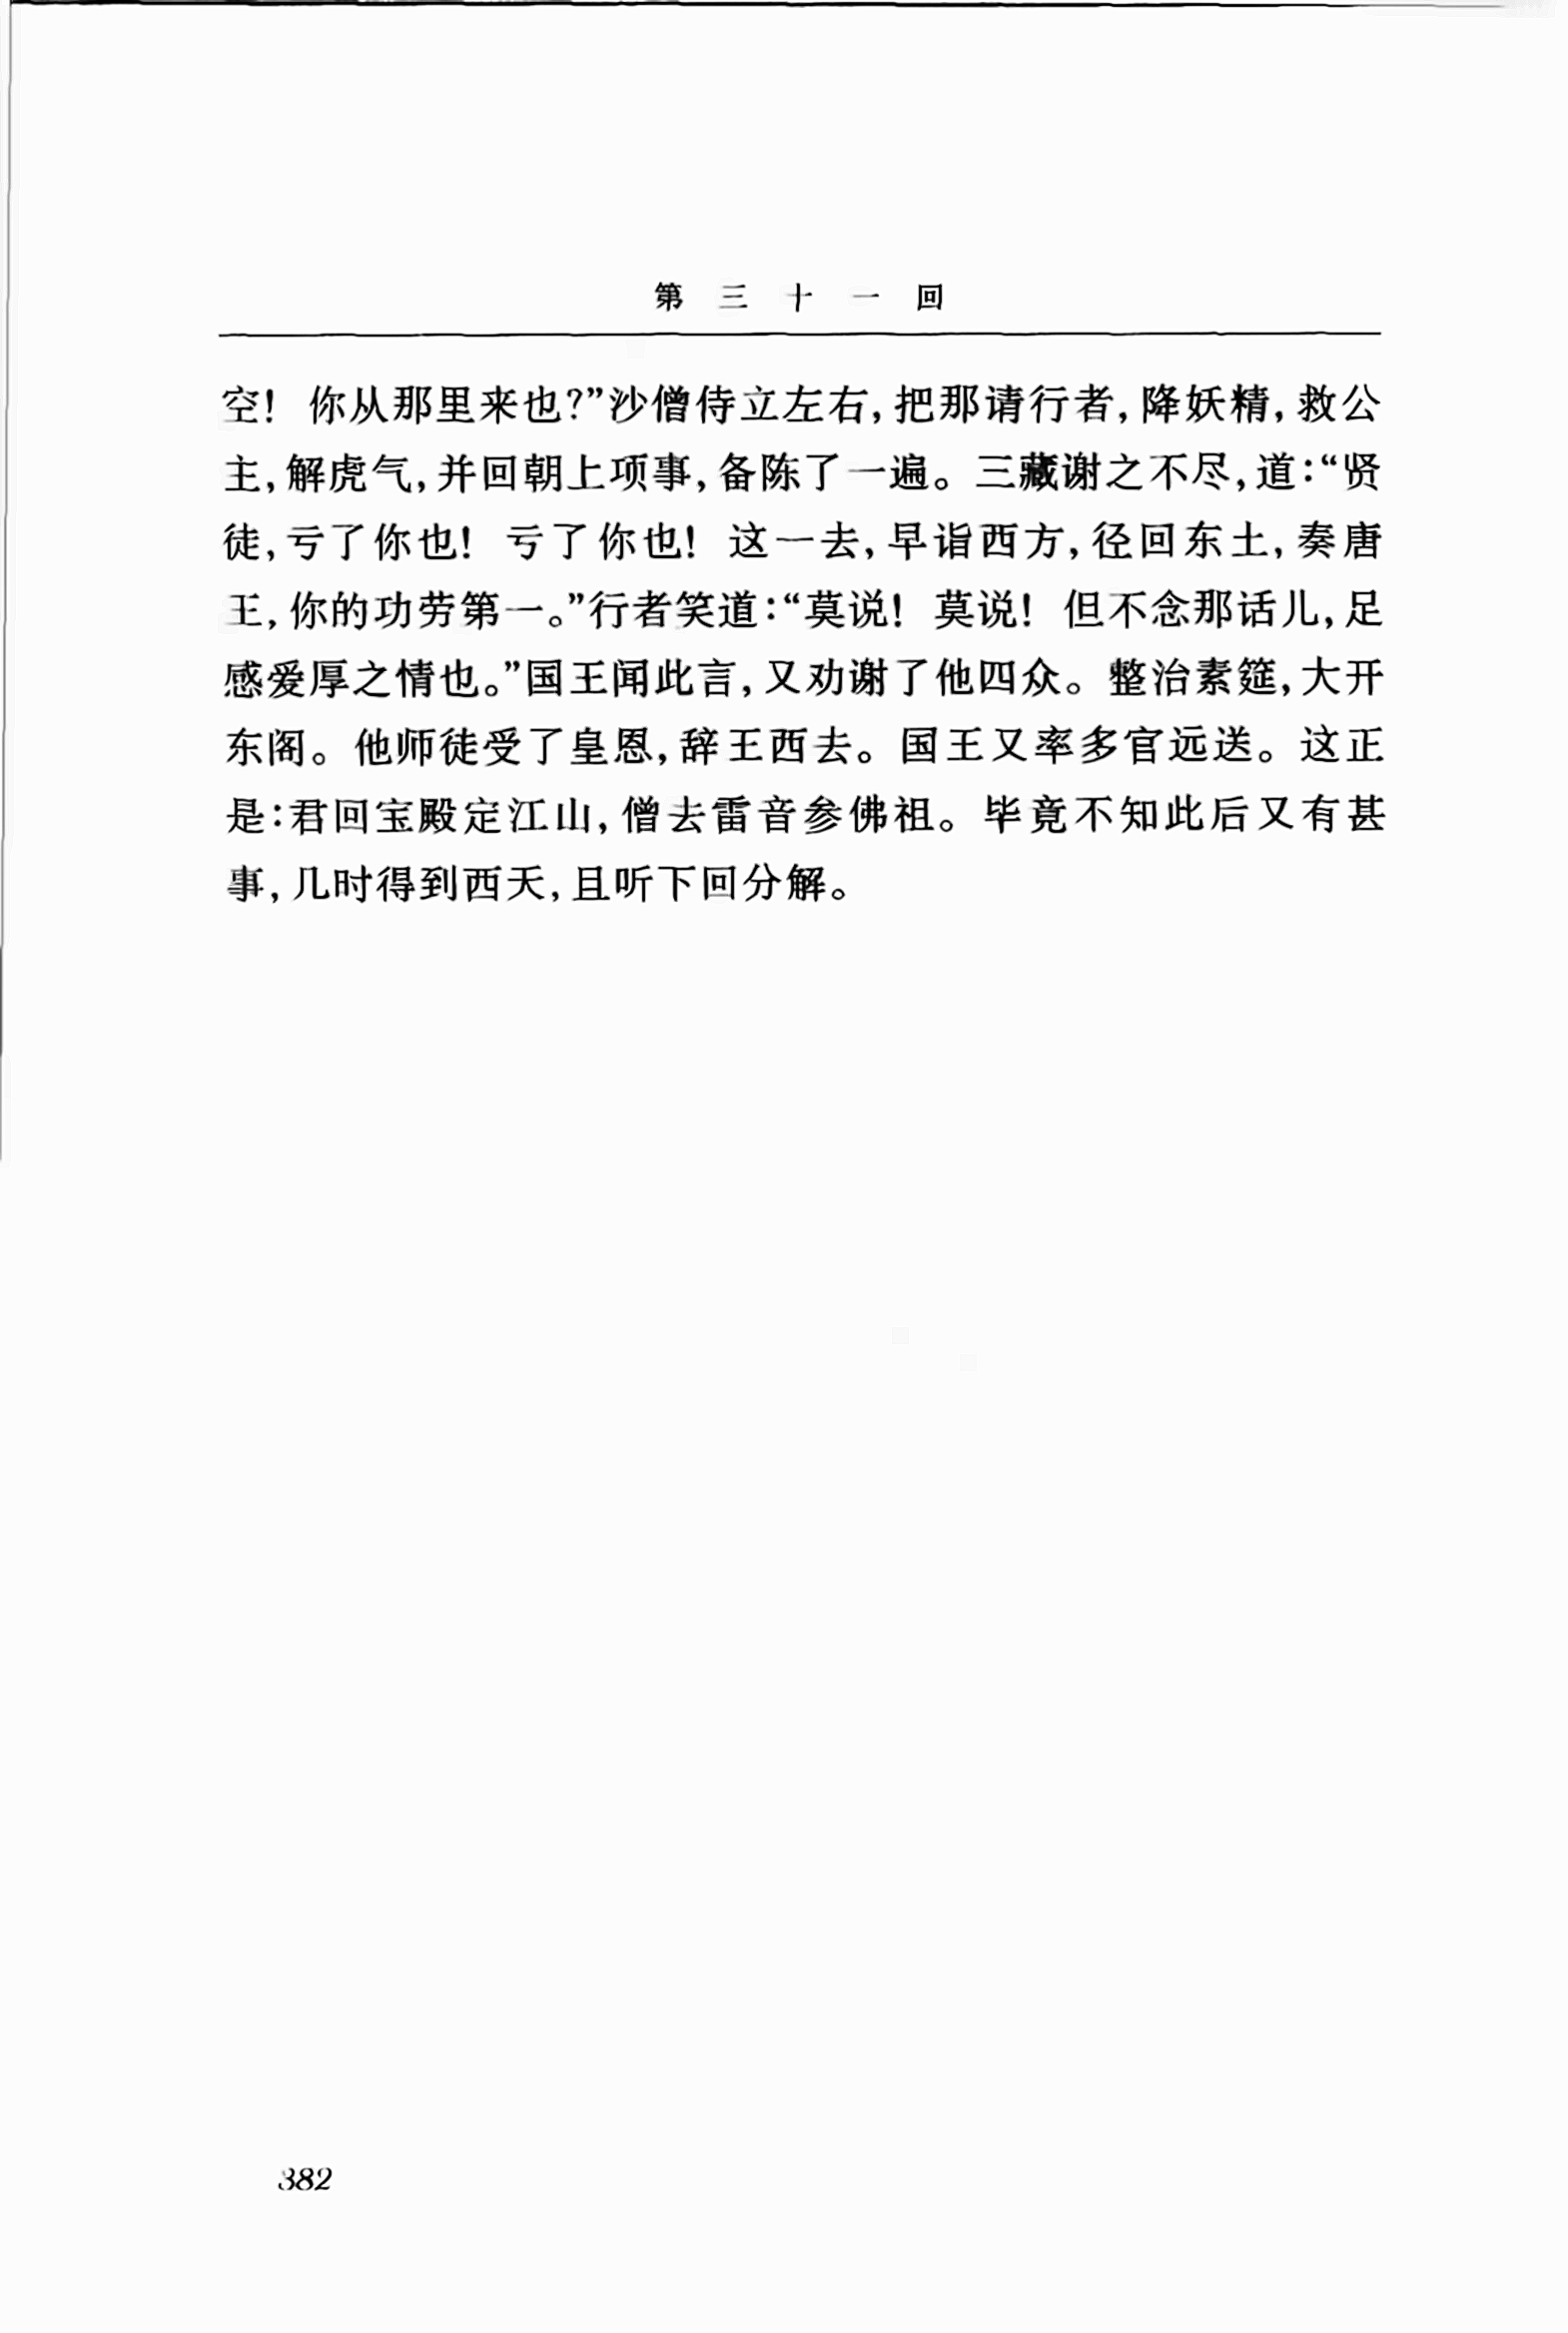 第三十一回
空！你从那里来也？”沙僧侍立左右，把那请行者，降妖精，救公
主，解虎气，并回朝上项事，备陈了一遍。三藏谢之不尽，道：“贤
徒，亏了你也！亏了你也！这一去，早诣西方，径回东土，奏唐
王，你的功劳第一。”行者笑道：“莫说！莫说！但不念那话儿，足
感爱厚之情也。”国王闻此言，又劝谢了他四众。整治素筵，大开
东阁。他师徒受了皇恩，辞王西去。国王又率多官远送。这正
是：君回宝殿定江山，僧去雷音参佛祖。毕竟不知此后又有甚
事，几时得到西天，且听下回分解。
382